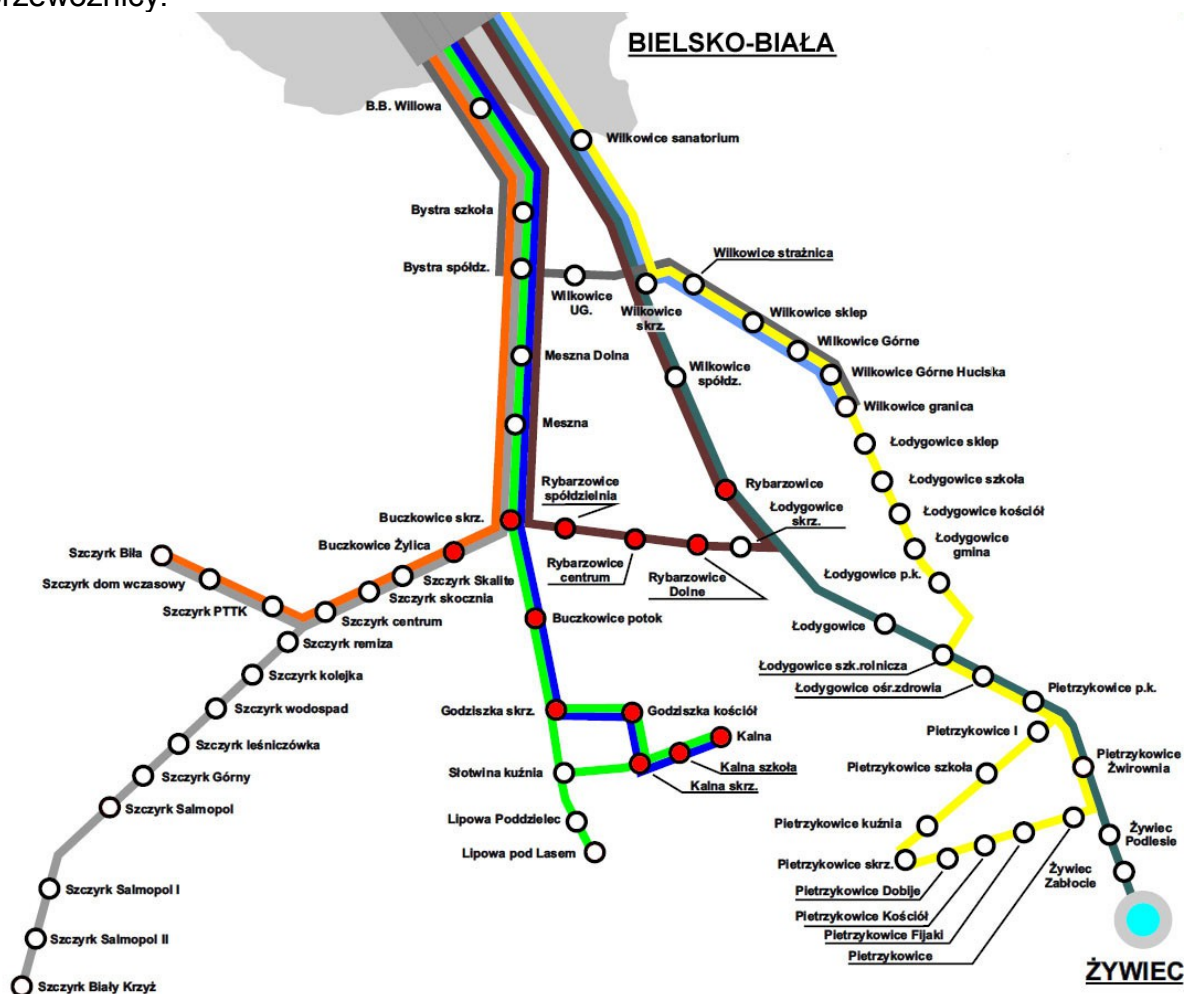 przewoźnicy.
BIELSKO-BIAŁA
B.B. Willowa
Wilkowice sanatorium
Bystra szkoła
Bystra spółdz.
Wilkowice
UG.
Wilkowice
skrz.
Wilkowice strażnica
Wilkowice sklep
Wilkowice Górne
Wilkowice Górne Huciska
Wilkowice granica
Meszna Dolna
Wilkowice
spółdz.
Meszna
Łodygowice sklep
Łodygowice szkoła
Łodygowice kościół
Łodygowice
gmina
Łodygowice p.k.
Rybarzowice
spółdzielnia
Rybarzowice
Łodygowice
skrz.
Buczkowice skrz.
Buczkowice Żylica
Rybarzowice
centrum
Rybarzowice
Dolne
Szczyrk Biła
Szczyrk dom wczasowy
Szczyrk PTTK
Szczyrk Skalite
Szczyrk skocznia
Szczyrk centrum
Szczyrk remiza
Szczyrk kolejka
Szczyrk wodospad
Szczyrk leśniczówka
Szczyrk Górny
Szczyrk Salmopol
Szczyrk Salmopol I
Szczyrk Salmopol II
Szczyrk Biały Krzyż
Buczkowice potok
Godziszka skrz.
Godziszka kościół
Kalna
Kalna szkoła
Kalna skrz.
Słotwina kuźnia
Lipowa Poddzielec
Lipowa pod Lasem
Łodygowice
Łodygowice szk.rolnicza
Łodygowice ośr.zdrowia
Pietrzykowice p.k.
Pietrzykowice I
Pietrzykowice szkoła
Pietrzykowice kuźnia
Pietrzykowice skrz.
Pietrzykowice Dobije
Pietrzykowice Kościół
Pietrzykowice Fijaki
Pietrzykowice
Pietrzykowice
Żwirownia
Żywiec
Podlesie
Żywiec
Zabłocie
ŻYWIEC